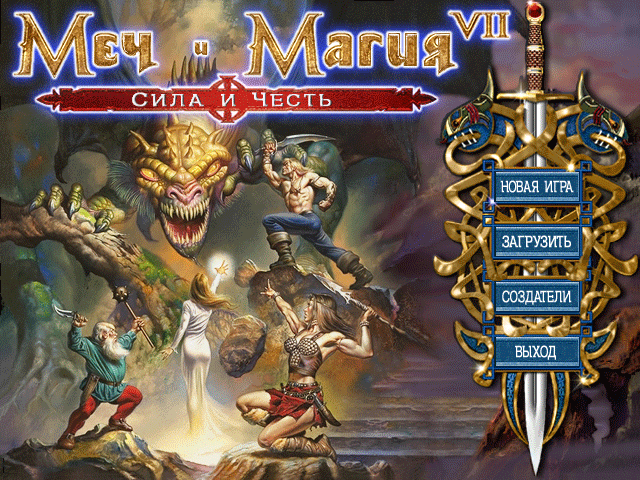 Меч и Магия VII
Сила и Честь
НОВАЯ ИГРА
ЗАГРУЗИТЬ
СОЗДАТЕЛИ
ВЫХОД